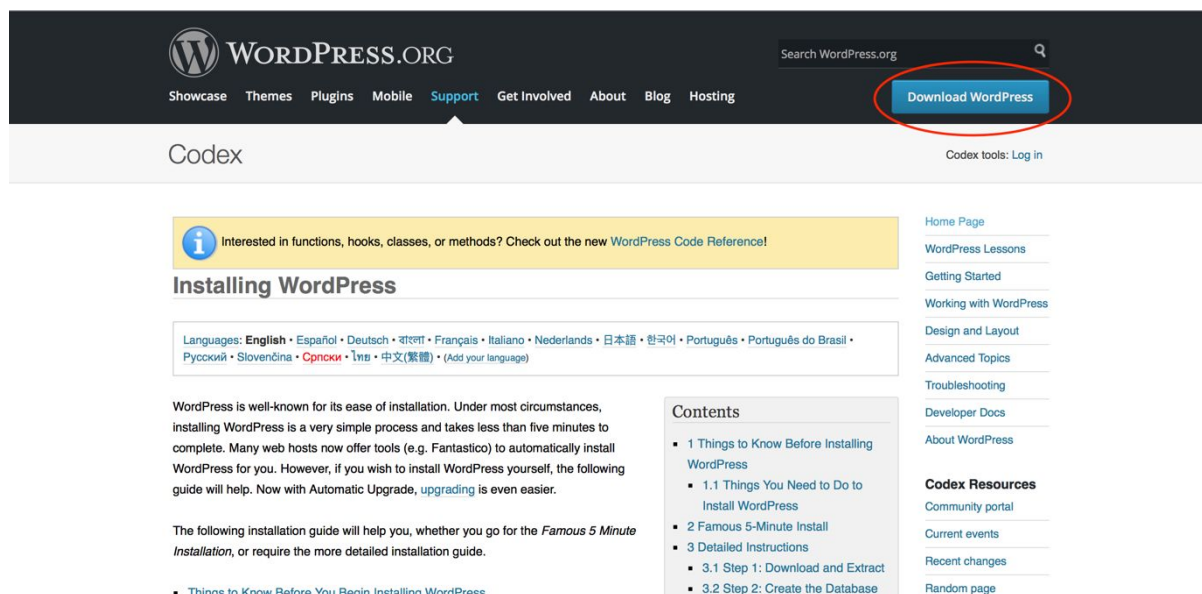 WORDPRESS.ORG
Search WordPress.org
Showcase Themes Plugins Mobile Support Get Involved About Blog Hosting
Download WordPress
Codex
Codex tools: Log in
Interested in functions, hooks, classes, or methods? Check out the new WordPress Code Reference!
Installing WordPress
Languages: English • Español • Deutsch • বাংলা • Français • Italiano • Nederlands • 日本語 • 한국어 • Português • Português do Brasil •
Русский • Slovenčina • Српски • ไทย • 中文(繁體) • (Add your language)
WordPress is well-known for its ease of installation. Under most circumstances,
installing WordPress is a very simple process and takes less than five minutes to
complete. Many web hosts now offer tools (e.g. Fantastico) to automatically install
WordPress for you. However, if you wish to install WordPress yourself, the following
guide will help. Now with Automatic Upgrade, upgrading is even easier.
The following installation guide will help you, whether you go for the Famous 5 Minute
Installation, or require the more detailed installation guide.
Things to Know Before You Begin Installing WordPress
Contents
1 Things to Know Before Installing
WordPress
1.1 Things You Need to Do to
Install WordPress
2 Famous 5-Minute Install
3 Detailed Instructions
3.1 Step 1: Download and Extract
3.2 Step 2: Create the Database
Home Page
WordPress Lessons
Getting Started
Working with WordPress
Design and Layout
Advanced Topics
Troubleshooting
Developer Docs
About WordPress
Codex Resources
Community portal
Current events
Recent changes
Random page